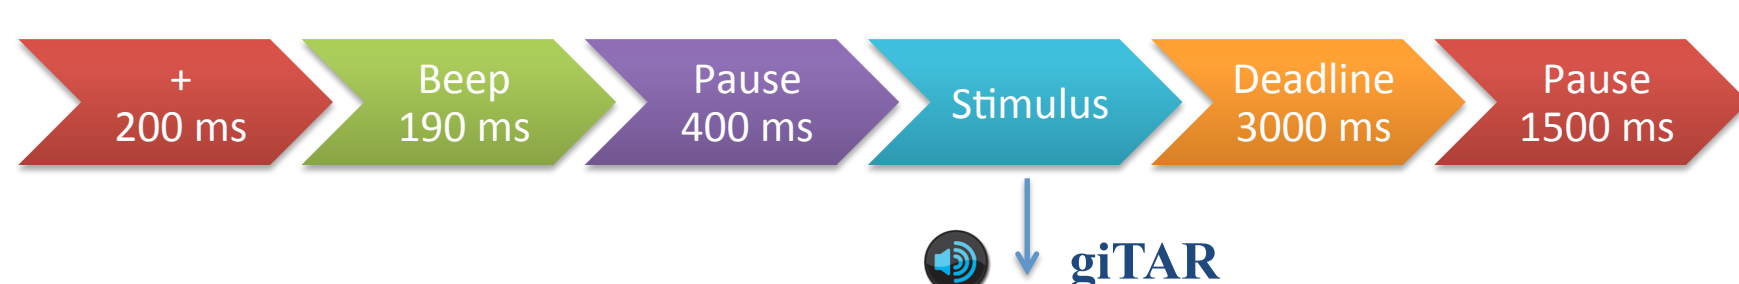 +
200 ms
Beep
190 ms
Pause
400 ms
Stimulus
Deadline
3000 ms
Pause
1500 ms
giTAR